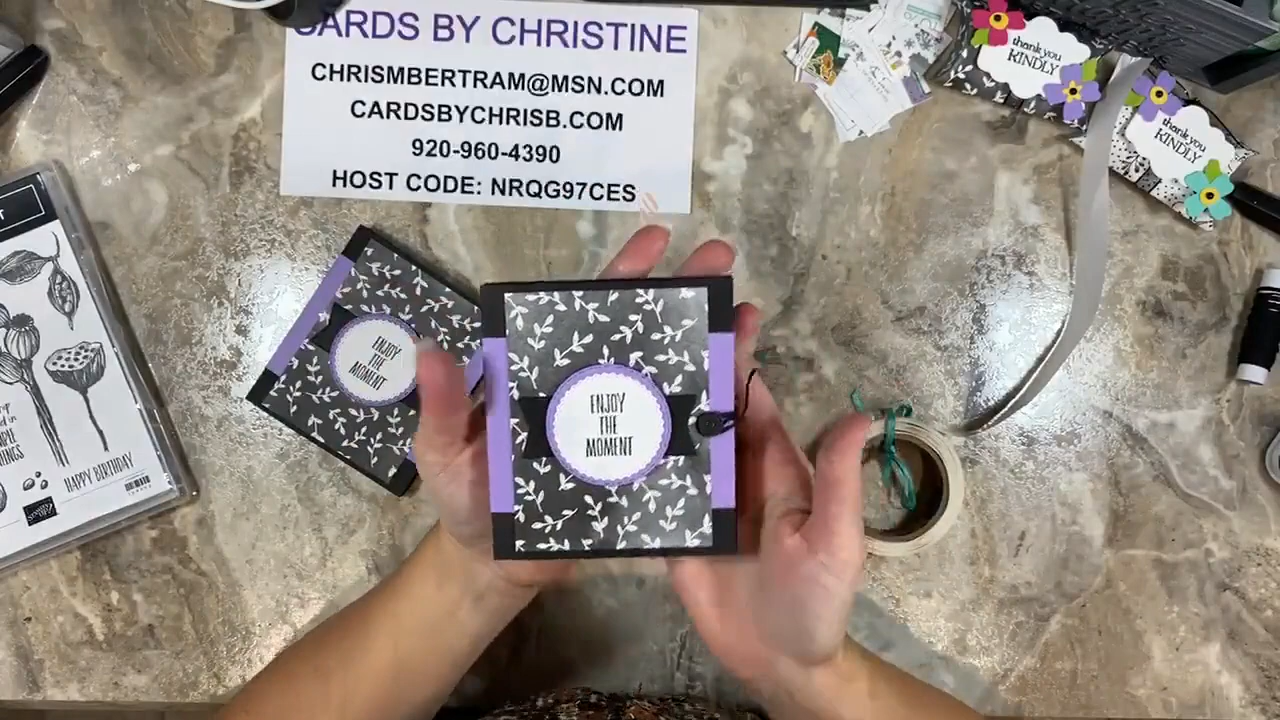 CARDS BY CHRISTINE
CHRISMBERTRAM@MSN.COM
CARDSBYCHRISB.COM
920-960-4390
HOST CODE: NRQG97CES
thank you
KINDLY
thank you
KINDLY
ENJOY
THE
MOMENT
ENJOY
THE
MOMENT
HAPPY BIRTHDAY